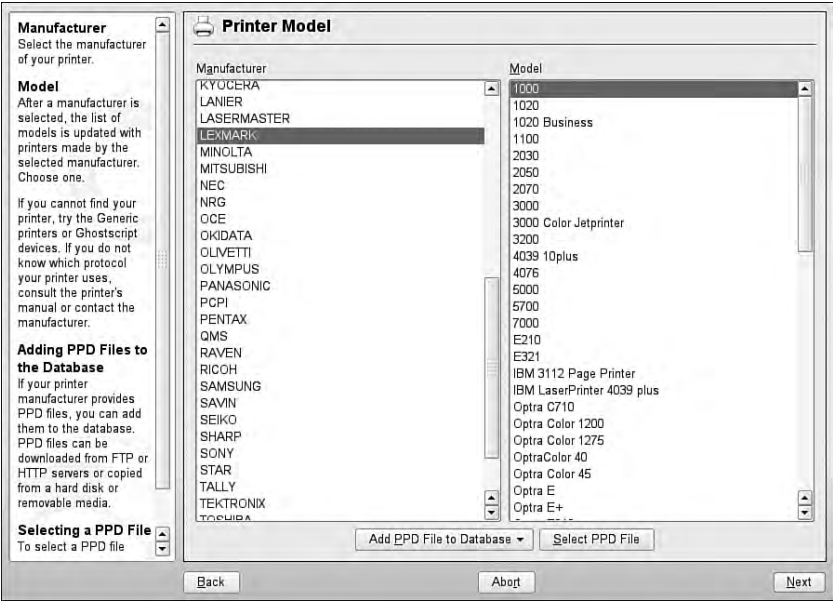 Manufacturer
Select the manufacturer
of your printer.
Model
After a manufacturer is
selected, the list of
models is updated with
printers made by the
selected manufacturer.
Choose one.
If you cannot find your
printer, try the Generic
printers or Ghostscript
devices. If you do not
know which protocol
your printer uses,
consult the printer's
manual or contact the
manufacturer.
Adding PPD Files to
the Database
If your printer
manufacturer provides
PPD files, you can add
them to the database.
PPD files can be
downloaded from FTP or
HTTP servers or copied
from a hard disk or
removable media.
Selecting a PPD File
To select a PPD file
Printer Model
Manufacturer
KYOCERA
LANIER
LASERMASTER
LEXMARK
MINOLTA
MITSUBISHI
NEC
NRG
OCE
OKIDATA
OLIVETTI
OLYMPUS
PANASONIC
PCPI
PENTAX
QMS
RAVEN
RICOH
SAMSUNG
SAVIN
SEIKO
SHARP
SONY
STAR
TALLY
TEKTRONIX
TOSHIBA
Model
1000
1020
1020 Business
1100
2030
2050
2070
3000
3000 Color Jetprinter
3200
4039 10plus
4076
5000
5700
7000
E210
E321
IBM 3112 Page Printer
IBM LaserPrinter 4039 plus
Optra C710
Optra Color 1200
Optra Color 1275
OptraColor 40
Optra Color 45
Optra E
Optra E+
Add PPD File to Database
Select PPD File
Back
Abort
Next